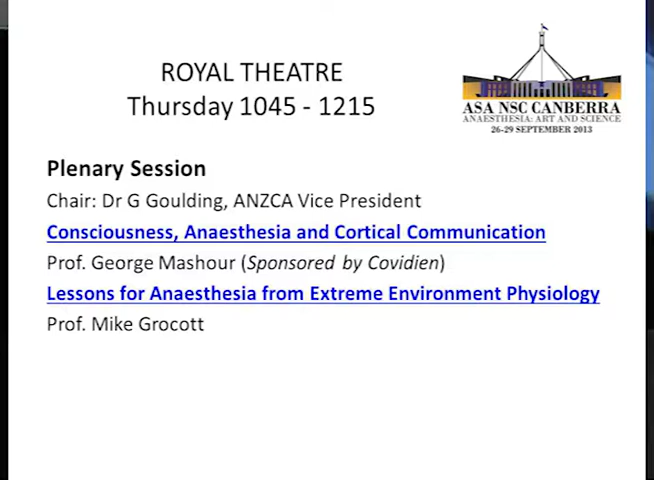 ROYAL THEATRE
Thursday 1045 - 1215
ASA NSC CANBERRA
ANAESTHESIA: ART AND SCIENCE
26-29 SEPTEMBER 2013
Plenary Session
Chair: Dr G Goulding, ANZCA Vice President
Consciousness, Anaesthesia and Cortical Communication
Prof. George Mashour (Sponsored by Covidien)
Lessons for Anaesthesia from Extreme Environment Physiology
Prof. Mike Grocott